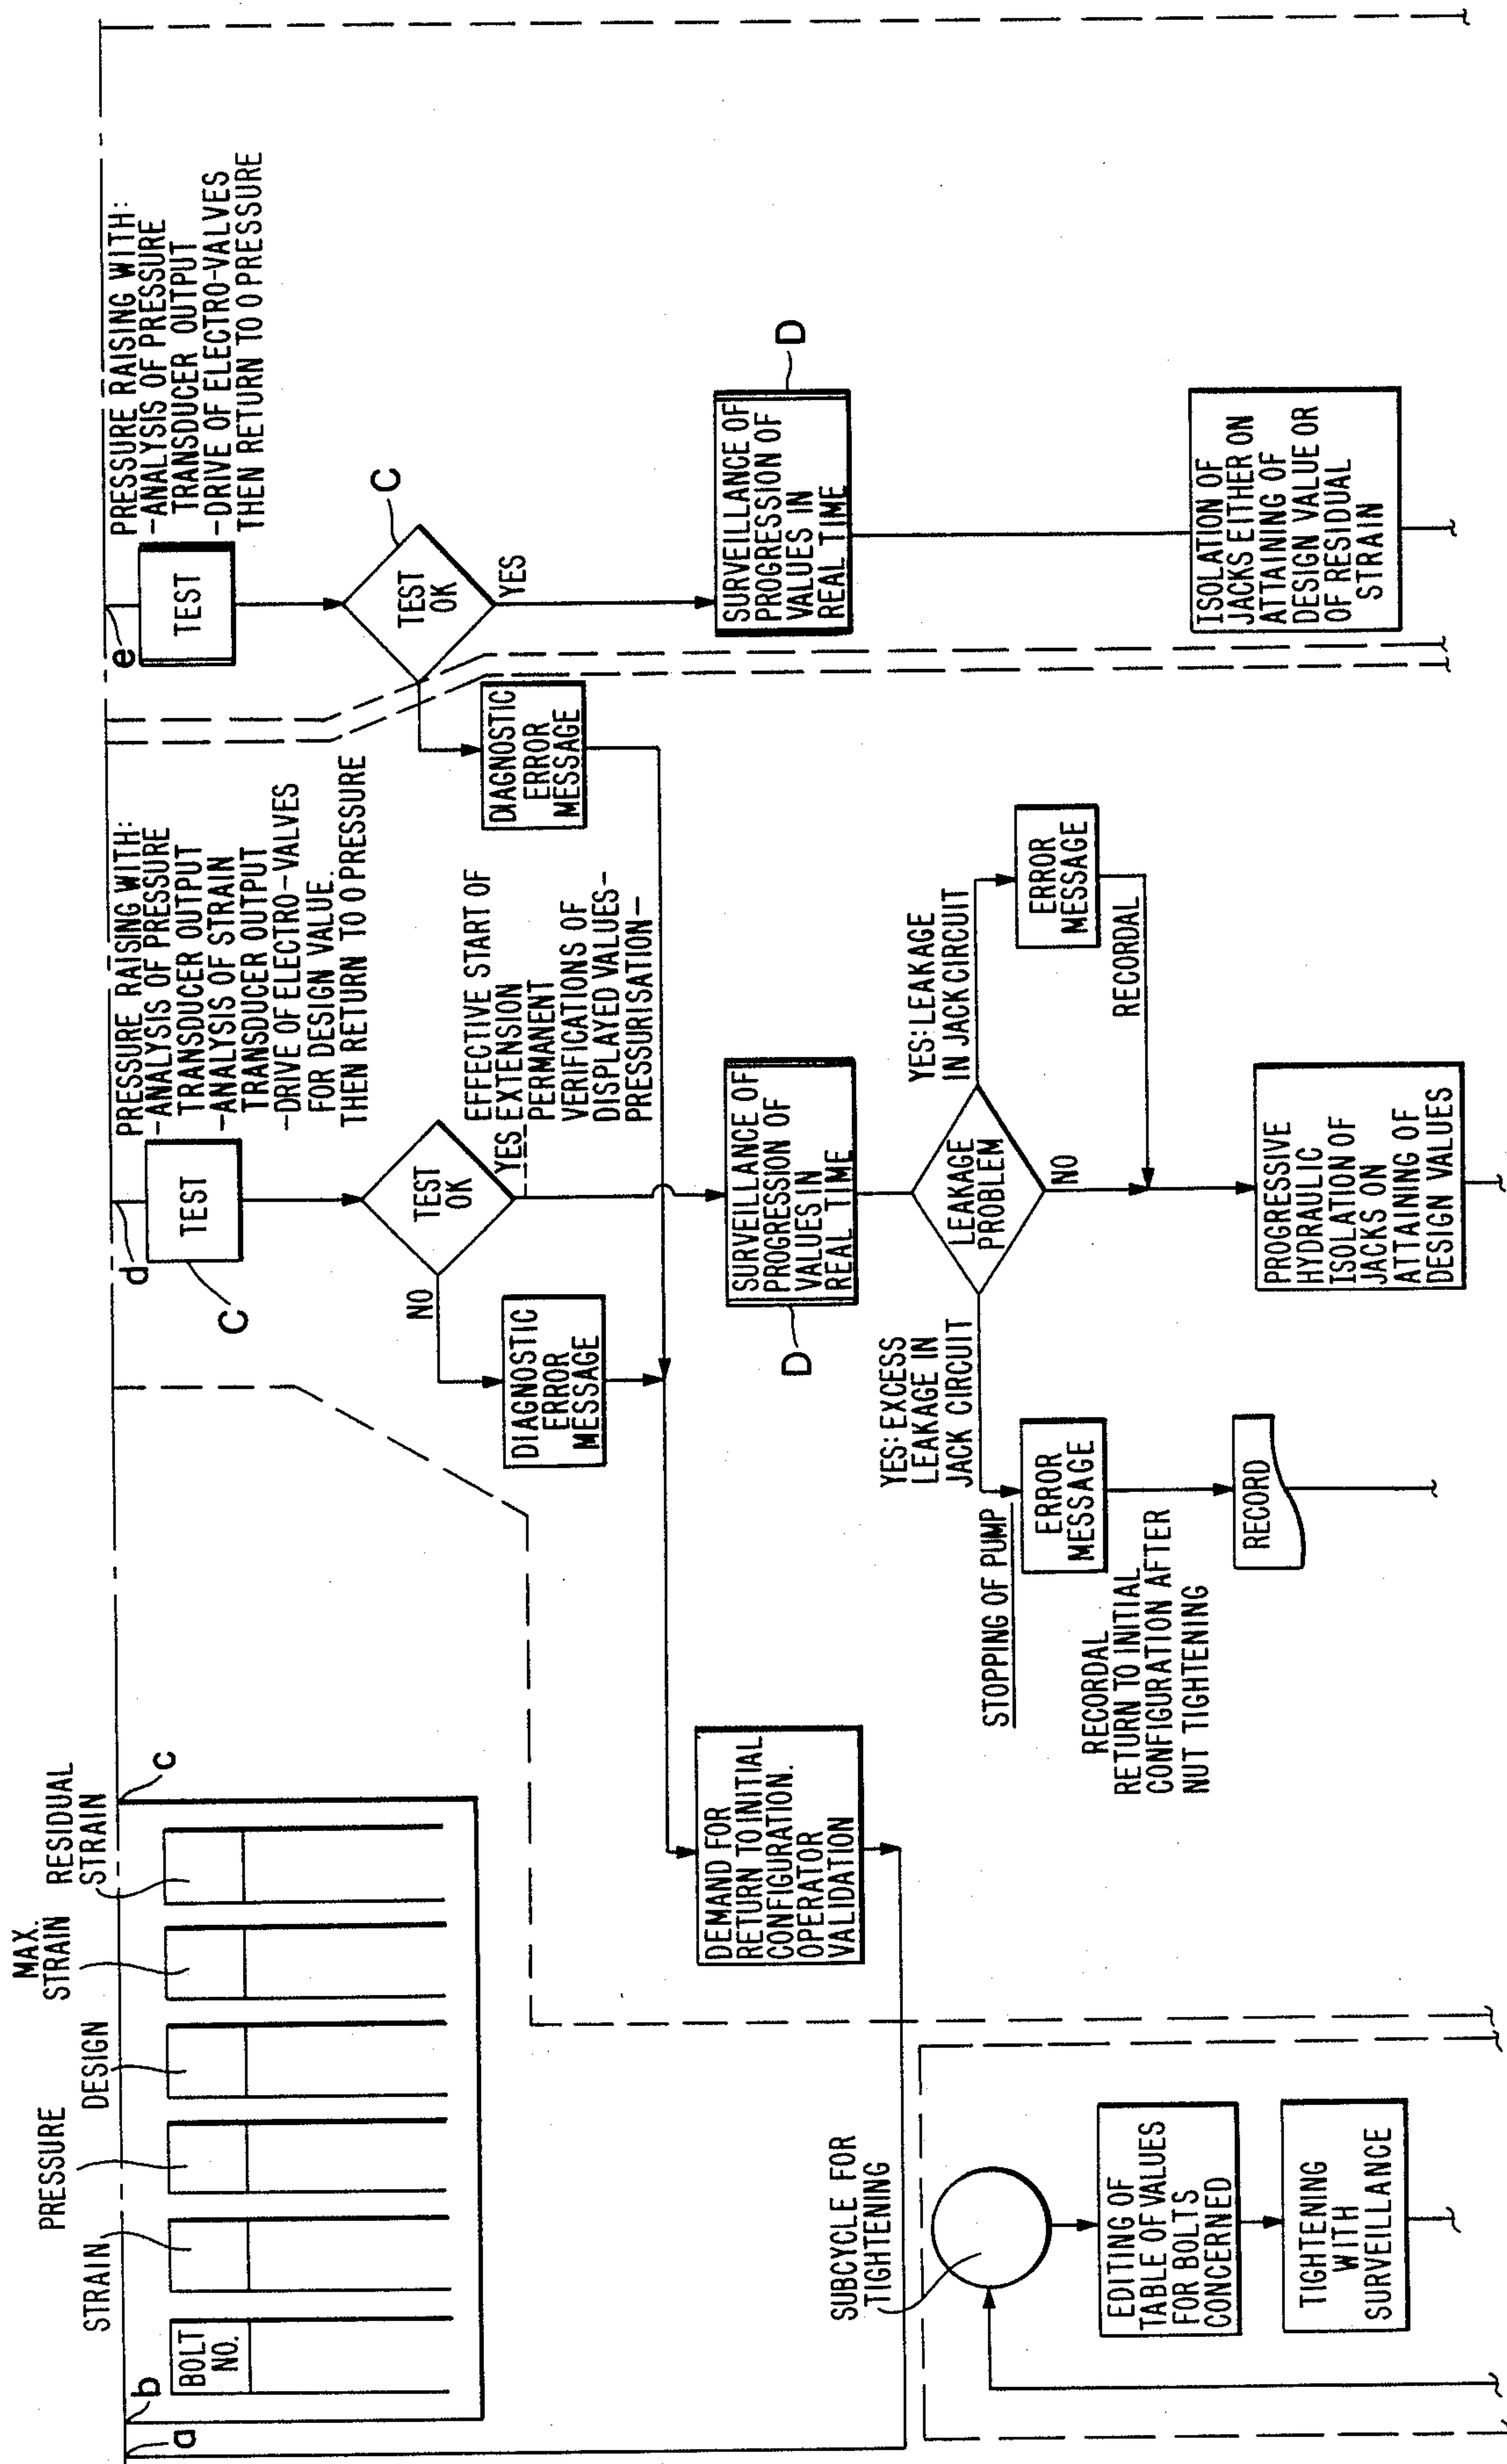 STRAIN
PRESSURE
DESIGN
MAX.
STRAIN
RESIDUAL
STRAIN
a
b
c
BOLT
NO.
d
PRESSURE RAISING WITH:
-ANALYSIS OF PRESSURE
TRANSDUCER OUTPUT
-ANALYSIS OF STRAIN
TRANSDUCER OUTPUT
-DRIVE OF ELECTRO-VALVES
FOR DESIGN VALUE.
THEN RETURN TO 0 PRESSURE
TEST
C
TEST
OK
NO
YES
EFFECTIVE START OF
EXTENSION
PERMANENT
VERIFICATIONS OF
DISPLAYED VALUES-
PRESSURISATION-
DIAGNOSTIC
ERROR
MESSAGE
e
PRESSURE RAISING WITH:
-ANALYSIS OF PRESSURE
TRANSDUCER OUTPUT
-DRIVE OF ELECTRO-VALVES
THEN RETURN TO 0 PRESSURE
TEST
C
TEST
OK
YES
DIAGNOSTIC
ERROR
MESSAGE
DEMAND FOR
RETURN TO INITIAL
CONFIGURATION.
OPERATOR
VALIDATION
SURVEILLANCE OF
PROGRESSION OF
VALUES IN
REAL TIME
D
SURVEILLANCE OF
PROGRESSION OF
VALUES IN
REAL TIME
D
YES: EXCESS
LEAKAGE IN
JACK CIRCUIT
LEAKAGE
PROBLEM
YES: LEAKAGE
IN JACK CIRCUIT
NO
STOPPING OF PUMP
ERROR
MESSAGE
ERROR
MESSAGE
RECORDAL
RECORDAL
RETURN TO INITIAL
CONFIGURATION AFTER
NUT TIGHTENING
RECORD
PROGRESSIVE
HYDRAULIC
ISOLATION OF
JACKS ON
ATTAINING OF
DESIGN VALUES
ISOLATION OF
JACKS EITHER ON
ATTAINING OF
DESIGN VALUE OR
OF RESIDUAL
STRAIN
SUBCYCLE FOR
TIGHTENING
EDITING OF
TABLE OF VALUES
FOR BOLTS
CONCERNED
TIGHTENING
WITH
SURVEILLANCE